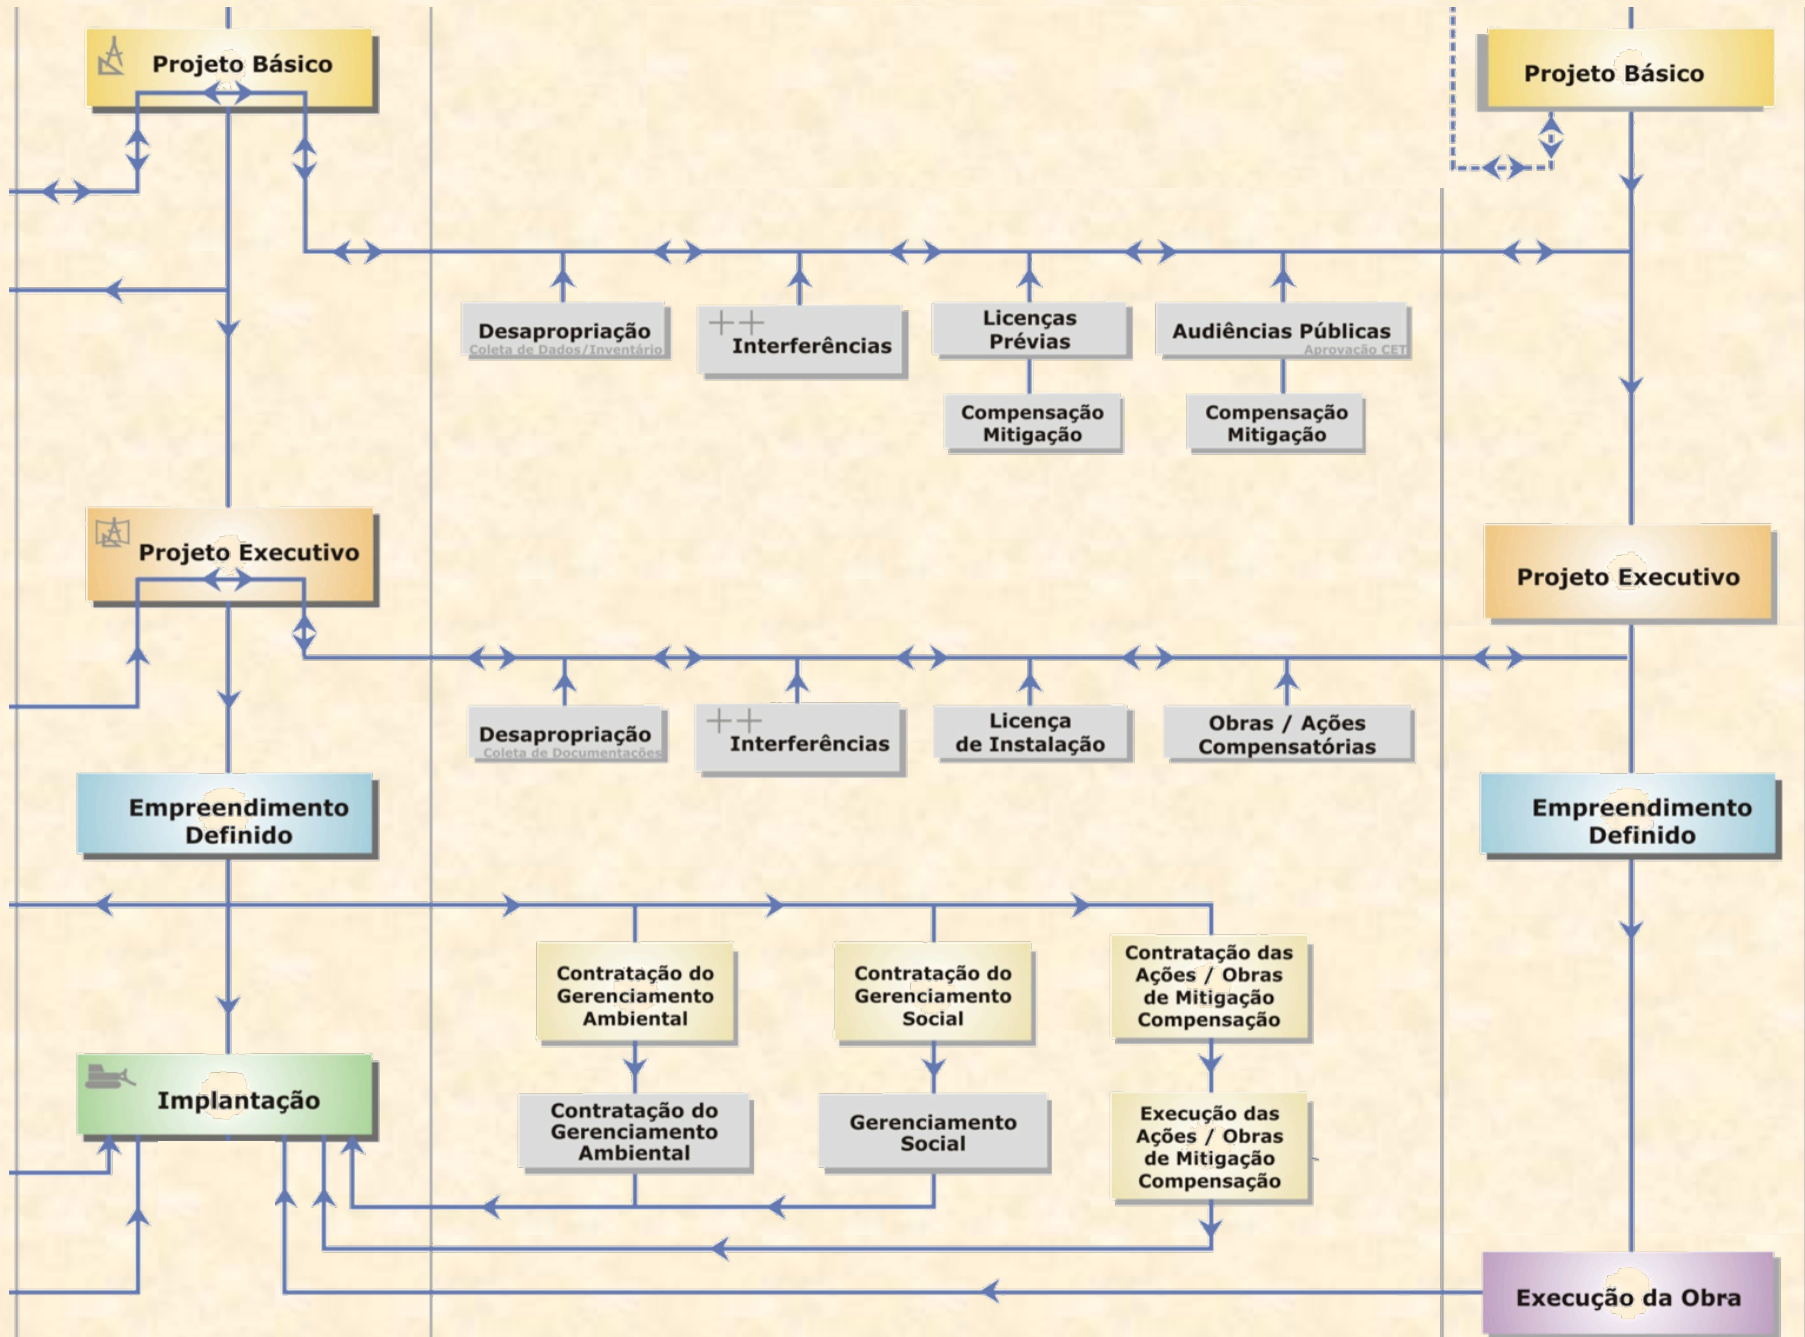 Projeto Básico
Projeto Básico
Desapropriação
Coleta de Dados/Inventário
Interferências
Licenças
Prévias
Audiências Públicas
Aprovação CET
Compensação
Mitigação
Compensação
Mitigação
Projeto Executivo
Projeto Executivo
Desapropriação
Coleta de Documentações
Interferências
Licença
de Instalação
Obras / Ações
Compensatórias
Empreendimento
Definido
Empreendimento
Definido
Contratação do
Gerenciamento
Ambiental
Contratação do
Gerenciamento
Social
Contratação das
Ações / Obras
de Mitigação
Compensação
Implantação
Contratação do
Gerenciamento
Ambiental
Gerenciamento
Social
Execução das
Ações / Obras
de Mitigação
Compensação
Execução da Obra